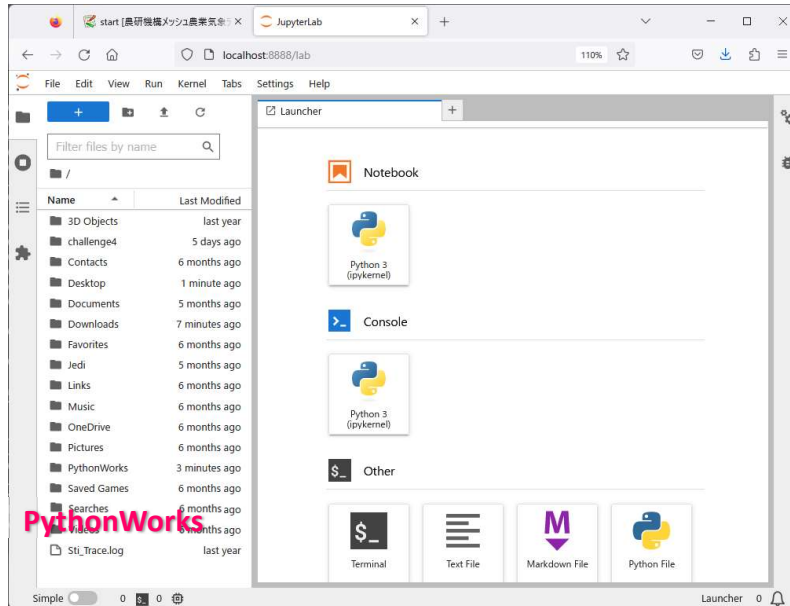 start [農研機構メッシュ農業気象デ
JupyterLab
localhost:8888/lab
110%
File Edit View Run Kernel Tabs Settings Help
Launcher
Filter files by name
/
Name Last Modified
3D Objects last year
challenge4 5 days ago
Contacts 6 months ago
Desktop 1 minute ago
Documents 5 months ago
Downloads 7 minutes ago
Favorites 6 months ago
Jedi 5 months ago
Links 6 months ago
Music 6 months ago
OneDrive 6 months ago
Pictures 6 months ago
PythonWorks 3 minutes ago
Saved Games 6 months ago
Searches 6 months ago
PythonWorks
Videos 6 months ago
Sti_Trace.log last year
Notebook
Python 3
(ipykernel)
Console
Python 3
(ipykernel)
$_ Other
$_
Terminal
Text File
M
Markdown File
Python File
Simple 0 $_ 0
Launcher 0